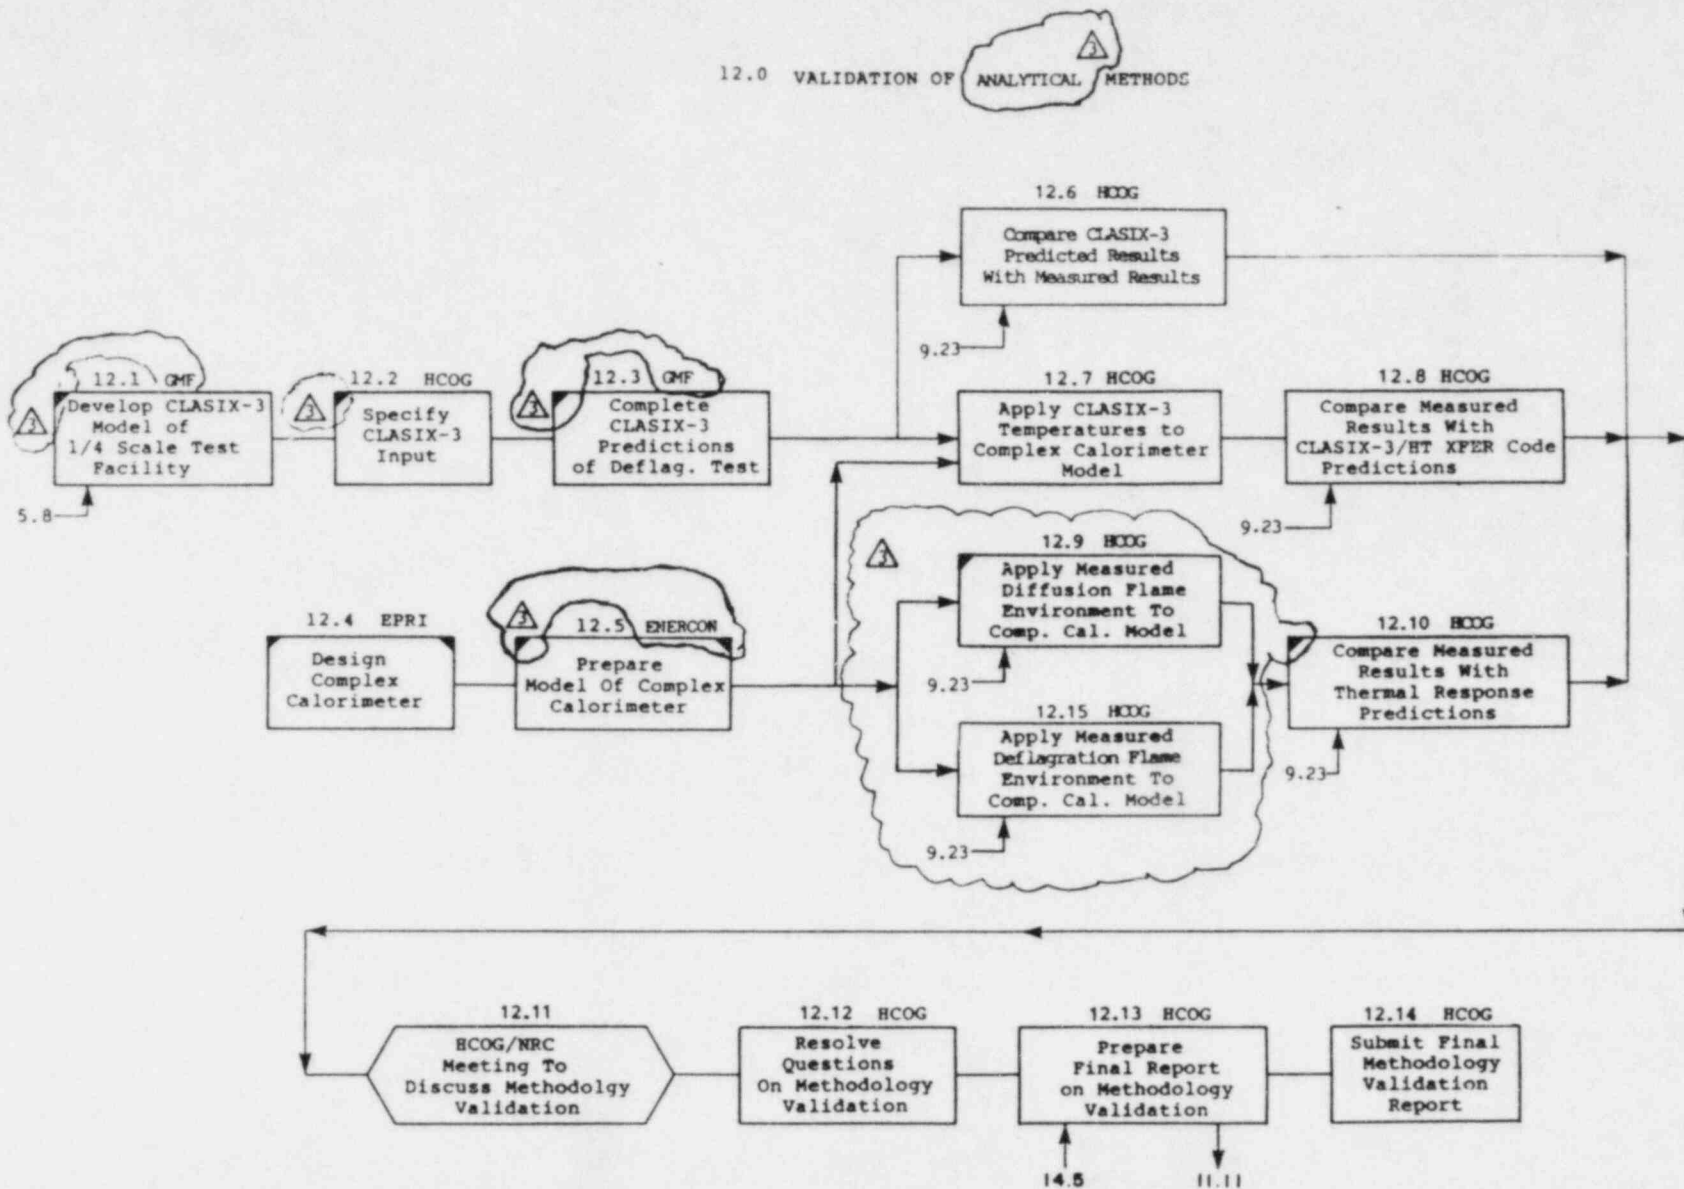 3
12.0 VALIDATION OF ANALYTICAL METHODS
12.6 HCOG
Compare CLASIX-3
Predicted Results
With Measured Results
9.23
12.1 GMF
3
Develop CLASIX-3
Model of
1/4 Scale Test
Facility
5.8
12.2 HCOG
3
Specify
CLASIX-3
Input
12.3 GMF
3
Complete
CLASIX-3
Predictions
of Deflag. Test
12.7 HCOG
Apply CLASIX-3
Temperatures to
Complex Calorimeter
Model
12.8 HCOG
Compare Measured
Results With
CLASIX-3/HT XFER Code
Predictions
9.23
12.4 EPRI
Design
Complex
Calorimeter
3
12.5 ENERCON
Prepare
Model Of Complex
Calorimeter
3
12.9 HCOG
Apply Measured
Diffusion Flame
Environment To
Comp. Cal. Model
9.23
12.15 HCOG
Apply Measured
Deflagration Flame
Environment To
Comp. Cal. Model
9.23
12.10 HCOG
Compare Measured
Results With
Thermal Response
Predictions
9.23
12.11
HCOG/NRC
Meeting To
Discuss Methodolgy
Validation
12.12 HCOG
Resolve
Questions
On Methodology
Validation
12.13 HCOG
Prepare
Final Report
on Methodology
Validation
14.5
11.11
12.14 HCOG
Submit Final
Methodology
Validation
Report